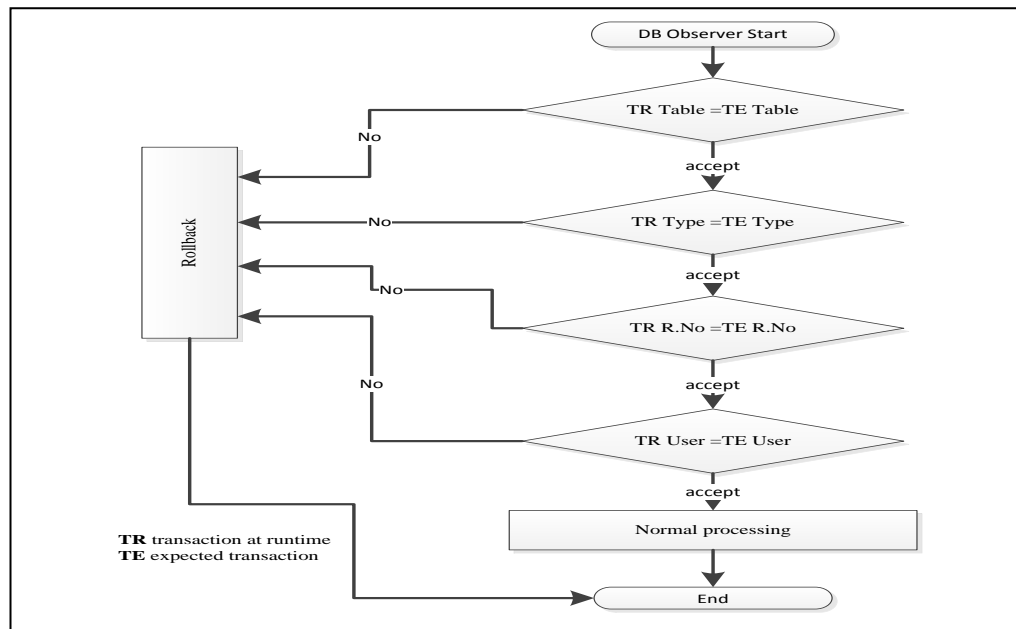 DB Observer Start
TR Table =TE Table
No
accept
TR Type =TE Type
No
Rollback
accept
No
TR R.No =TE R.No
accept
No
TR User =TE User
accept
Normal processing
TR transaction at runtime
TE expected transaction
End